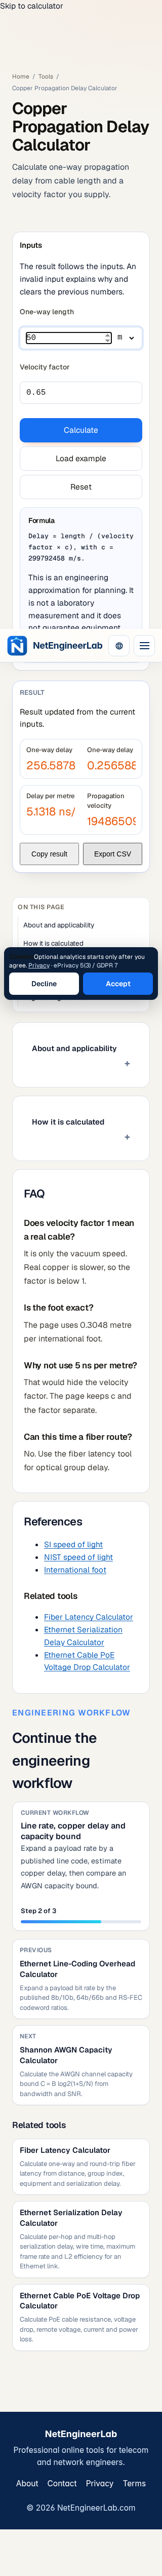 Skip to calculator
Home / Tools /
Copper Propagation Delay Calculator
Copper
Propagation Delay
Calculator
Calculate one-way propagation
delay from cable length and a
velocity factor you supply.
Inputs
The result follows the inputs. An
invalid input explains why and
clears the previous numbers.
One-way length
50 m
Velocity factor
0.65
Calculate
Load example
Reset
Formula
Delay = length / (velocity
factor × c), with c =
299792458 m/s.
This is an engineering
approximation for planning. It
is not a laboratory
measurement and it does
NetEngineerLab
RESULT
Result updated from the current
inputs.
One-way delay
256.5878
One-way delay
0.256588
Delay per metre
5.1318 ns/
Propagation
velocity
19486509
Copy result
Export CSV
ON THIS PAGE
About and applicability
How it is calculated
Optional analytics starts only after you
agree. Privacy · ePrivacy 5(3) / GDPR 7
Decline
Accept
About and applicability
+
How it is calculated
+
FAQ
Does velocity factor 1 mean
a real cable?
It is only the vacuum speed.
Real copper is slower, so the
factor is below 1.
Is the foot exact?
The page uses 0.3048 metre
per international foot.
Why not use 5 ns per metre?
That would hide the velocity
factor. The page keeps c and
the factor separate.
Can this time a fiber route?
No. Use the fiber latency tool
for optical group delay.
References
SI speed of light
NIST speed of light
International foot
Related tools
Fiber Latency Calculator
Ethernet Serialization
Delay Calculator
Ethernet Cable PoE
Voltage Drop Calculator
ENGINEERING WORKFLOW
Continue the
engineering
workflow
CURRENT WORKFLOW
Line rate, copper delay and
capacity bound
Expand a payload rate by a
published line code, estimate
copper delay, then compare an
AWGN capacity bound.
Step 2 of 3
PREVIOUS
Ethernet Line-Coding Overhead
Calculator
Expand a payload bit rate by the
published 8b/10b, 64b/66b and RS-FEC
codeword ratios.
NEXT
Shannon AWGN Capacity
Calculator
Calculate the AWGN channel capacity
bound C = B log2(1+S/N) from
bandwidth and SNR.
Related tools
Fiber Latency Calculator
Calculate one-way and round-trip fiber
latency from distance, group index,
equipment and serialization delay.
Ethernet Serialization Delay
Calculator
Calculate per-hop and multi-hop
serialization delay, wire time, maximum
frame rate and L2 efficiency for an
Ethernet link.
Ethernet Cable PoE Voltage Drop
Calculator
Calculate PoE cable resistance, voltage
drop, remote voltage, current and power
loss.
NetEngineerLab
Professional online tools for telecom
and network engineers.
About Contact Privacy Terms
© 2026 NetEngineerLab.com